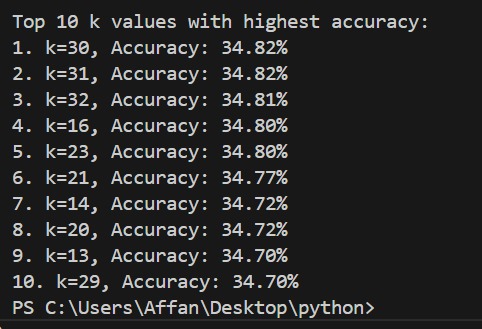 Top 10 k values with highest accuracy:
1. k=30, Accuracy: 34.82%
2. k=31, Accuracy: 34.82%
3. k=32, Accuracy: 34.81%
4. k=16, Accuracy: 34.80%
5. k=23, Accuracy: 34.80%
6. k=21, Accuracy: 34.77%
7. k=14, Accuracy: 34.72%
8. k=20, Accuracy: 34.72%
9. k=13, Accuracy: 34.70%
10. k=29, Accuracy: 34.70%
PS C:\Users\Affan\Desktop\python>